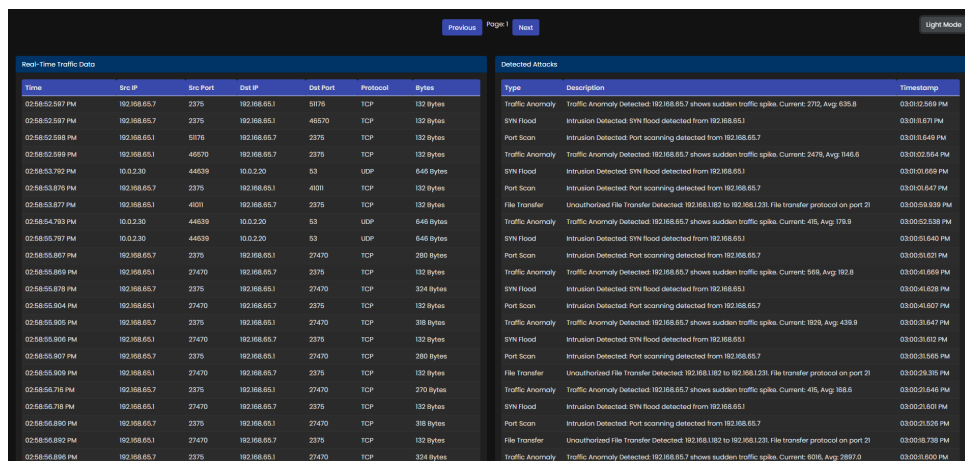 Previous Page: 1 Next
Light Mode
Real-Time Traffic Data
Time Src IP Src Port Dst IP Dst Port Protocol Bytes
02:58:52.597 PM 192.168.65.7 2375 192.168.65.1 51176 TCP 132 Bytes
02:58:52.597 PM 192.168.65.7 2375 192.168.65.1 46570 TCP 132 Bytes
02:58:52.598 PM 192.168.65.1 51176 192.168.65.7 2375 TCP 132 Bytes
02:58:52.599 PM 192.168.65.1 46570 192.168.65.7 2375 TCP 132 Bytes
02:58:53.792 PM 10.0.2.30 44639 10.0.2.20 53 UDP 646 Bytes
02:58:53.876 PM 192.168.65.7 2375 192.168.65.1 41011 TCP 132 Bytes
02:58:53.877 PM 192.168.65.1 41011 192.168.65.7 2375 TCP 132 Bytes
02:58:54.793 PM 10.0.2.30 44639 10.0.2.20 53 UDP 646 Bytes
02:58:55.797 PM 10.0.2.30 44639 10.0.2.20 53 UDP 646 Bytes
02:58:55.867 PM 192.168.65.7 2375 192.168.65.1 27470 TCP 280 Bytes
02:58:55.869 PM 192.168.65.1 27470 192.168.65.7 2375 TCP 132 Bytes
02:58:55.878 PM 192.168.65.7 2375 192.168.65.1 27470 TCP 324 Bytes
02:58:55.904 PM 192.168.65.1 27470 192.168.65.7 2375 TCP 132 Bytes
02:58:55.905 PM 192.168.65.7 2375 192.168.65.1 27470 TCP 318 Bytes
02:58:55.906 PM 192.168.65.1 27470 192.168.65.7 2375 TCP 132 Bytes
02:58:55.907 PM 192.168.65.7 2375 192.168.65.1 27470 TCP 280 Bytes
02:58:55.909 PM 192.168.65.1 27470 192.168.65.7 2375 TCP 132 Bytes
02:58:56.716 PM 192.168.65.7 2375 192.168.65.1 27470 TCP 270 Bytes
02:58:56.718 PM 192.168.65.1 27470 192.168.65.7 2375 TCP 132 Bytes
02:58:56.890 PM 192.168.65.7 2375 192.168.65.1 27470 TCP 318 Bytes
02:58:56.892 PM 192.168.65.1 27470 192.168.65.7 2375 TCP 132 Bytes
02:58:56.896 PM 192.168.65.7 2375 192.168.65.1 27470 TCP 324 Bytes
Detected Attacks
Type Description Timestamp
Traffic Anomaly Traffic Anomaly Detected: 192.168.65.7 shows sudden traffic spike. Current: 2712, Avg: 635.8 03:01:12.569 PM
SYN Flood Intrusion Detected: SYN flood detected from 192.168.65.1 03:01:11.671 PM
Port Scan Intrusion Detected: Port scanning detected from 192.168.65.7 03:01:11.649 PM
Traffic Anomaly Traffic Anomaly Detected: 192.168.65.7 shows sudden traffic spike. Current: 2479, Avg: 1146.6 03:01:02.564 PM
SYN Flood Intrusion Detected: SYN flood detected from 192.168.65.1 03:01:01.669 PM
Port Scan Intrusion Detected: Port scanning detected from 192.168.65.7 03:01:01.647 PM
File Transfer Unauthorized File Transfer Detected: 192.168.1.182 to 192.168.1.231. File transfer protocol on port 21 03:00:59.939 PM
Traffic Anomaly Traffic Anomaly Detected: 192.168.65.7 shows sudden traffic spike. Current: 415, Avg: 179.9 03:00:52.538 PM
SYN Flood Intrusion Detected: SYN flood detected from 192.168.65.1 03:00:51.640 PM
Port Scan Intrusion Detected: Port scanning detected from 192.168.65.7 03:00:51.621 PM
Traffic Anomaly Traffic Anomaly Detected: 192.168.65.7 shows sudden traffic spike. Current: 569, Avg: 192.8 03:00:41.669 PM
SYN Flood Intrusion Detected: SYN flood detected from 192.168.65.1 03:00:41.628 PM
Port Scan Intrusion Detected: Port scanning detected from 192.168.65.7 03:00:41.607 PM
Traffic Anomaly Traffic Anomaly Detected: 192.168.65.7 shows sudden traffic spike. Current: 1929, Avg: 439.9 03:00:31.647 PM
SYN Flood Intrusion Detected: SYN flood detected from 192.168.65.1 03:00:31.612 PM
Port Scan Intrusion Detected: Port scanning detected from 192.168.65.7 03:00:31.565 PM
File Transfer Unauthorized File Transfer Detected: 192.168.1.182 to 192.168.1.231. File transfer protocol on port 21 03:00:29.315 PM
Traffic Anomaly Traffic Anomaly Detected: 192.168.65.7 shows sudden traffic spike. Current: 415, Avg: 168.6 03:00:21.646 PM
SYN Flood Intrusion Detected: SYN flood detected from 192.168.65.1 03:00:21.601 PM
Port Scan Intrusion Detected: Port scanning detected from 192.168.65.7 03:00:21.526 PM
File Transfer Unauthorized File Transfer Detected: 192.168.1.182 to 192.168.1.231. File transfer protocol on port 21 03:00:18.738 PM
Traffic Anomaly Traffic Anomaly Detected: 192.168.65.7 shows sudden traffic spike. Current: 6016, Avg: 2897.0 03:00:11.600 PM